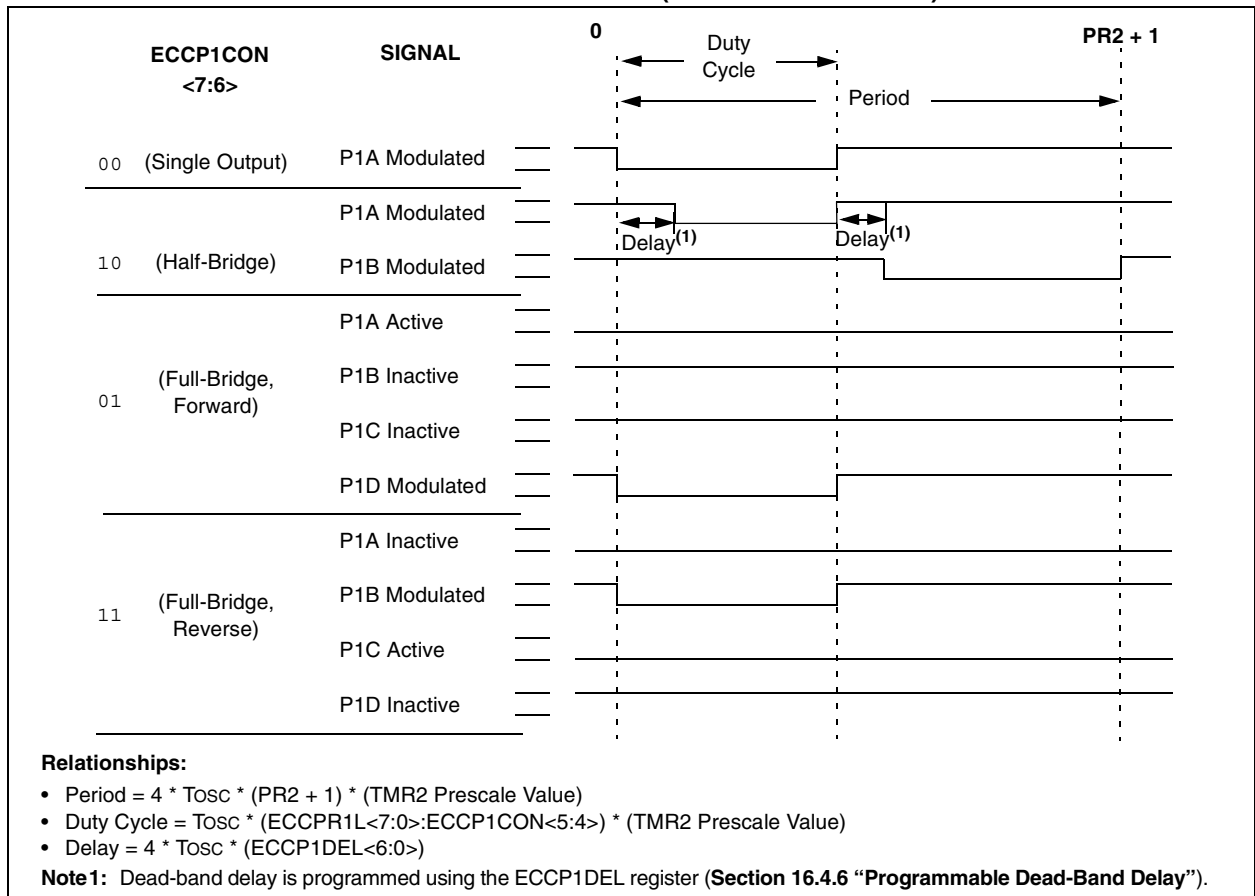 0
Duty
Cycle
PR2 + 1
ECCP1CON
<7:6>
SIGNAL
Period
00 (Single Output) P1A Modulated
P1A Modulated
Delay(1) Delay(1)
10 (Half-Bridge) P1B Modulated
P1A Active
(Full-Bridge,
Forward)
01
P1B Inactive
P1C Inactive
P1D Modulated
P1A Inactive
11 (Full-Bridge,
Reverse)
P1B Modulated
P1C Active
P1D Inactive
Relationships:
• Period = 4 * TOSC * (PR2 + 1) * (TMR2 Prescale Value)
• Duty Cycle = TOSC * (ECCPR1L<7:0>:ECCP1CON<5:4>) * (TMR2 Prescale Value)
• Delay = 4 * TOSC * (ECCP1DEL<6:0>)
Note1: Dead-band delay is programmed using the ECCP1DEL register (Section 16.4.6 “Programmable Dead-Band Delay”).